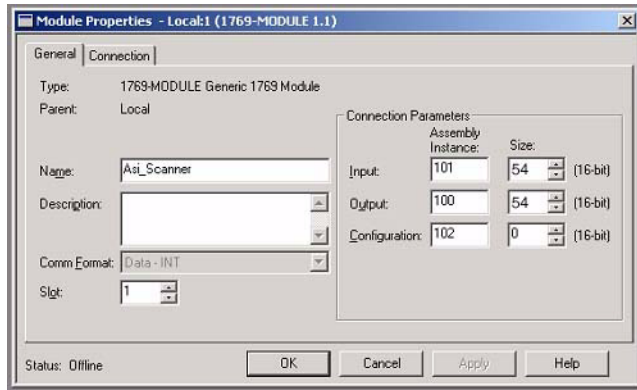 Module Properties - Local:1 (1769-MODULE 1.1)
General Connection
Type: 1769-MODULE Generic 1769 Module
Parent: Local
Connection Parameters
Assembly Instance: Size:
Name: Asi_Scanner
Input: 101 54 (16-bit)
Description:
Output: 100 54 (16-bit)
Configuration: 102 0 (16-bit)
Comm Format: Data - INT
Slot: 1
Status: Offline
OK Cancel Apply Help